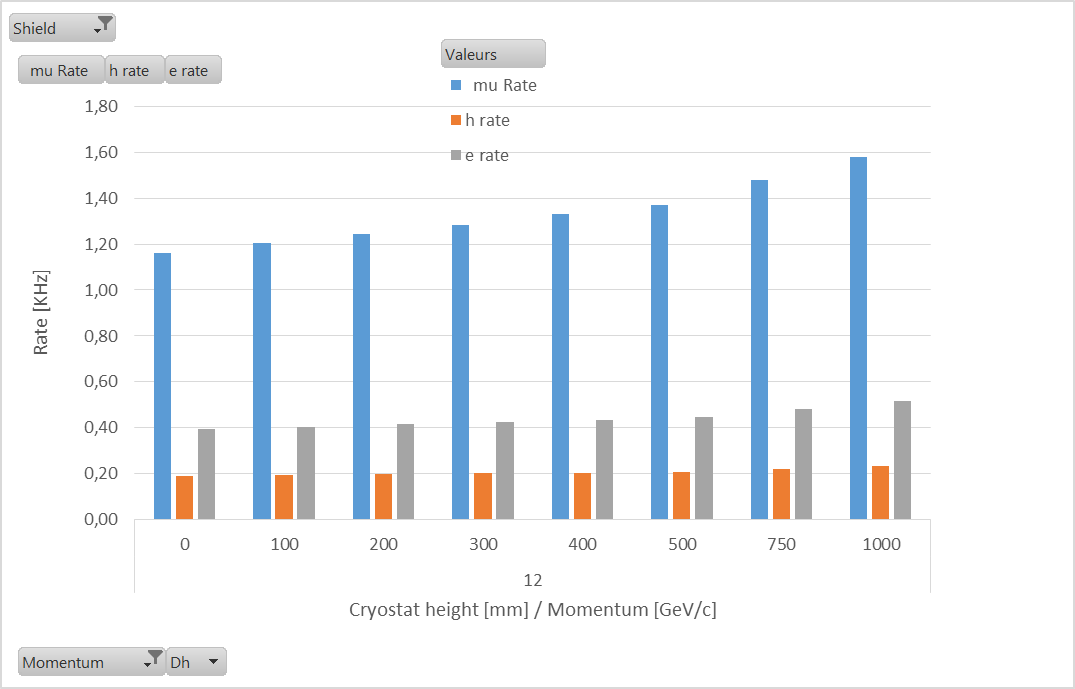 Shield
mu Rate h rate e rate
Valeurs
mu Rate
h rate
e rate
1,80
1,60
1,40
1,20
1,00
0,80
0,60
0,40
0,20
0,00
Rate [KHz]
0 100 200 300 400 500 750 1000
12
Cryostat height [mm] / Momentum [GeV/c]
Momentum Dh